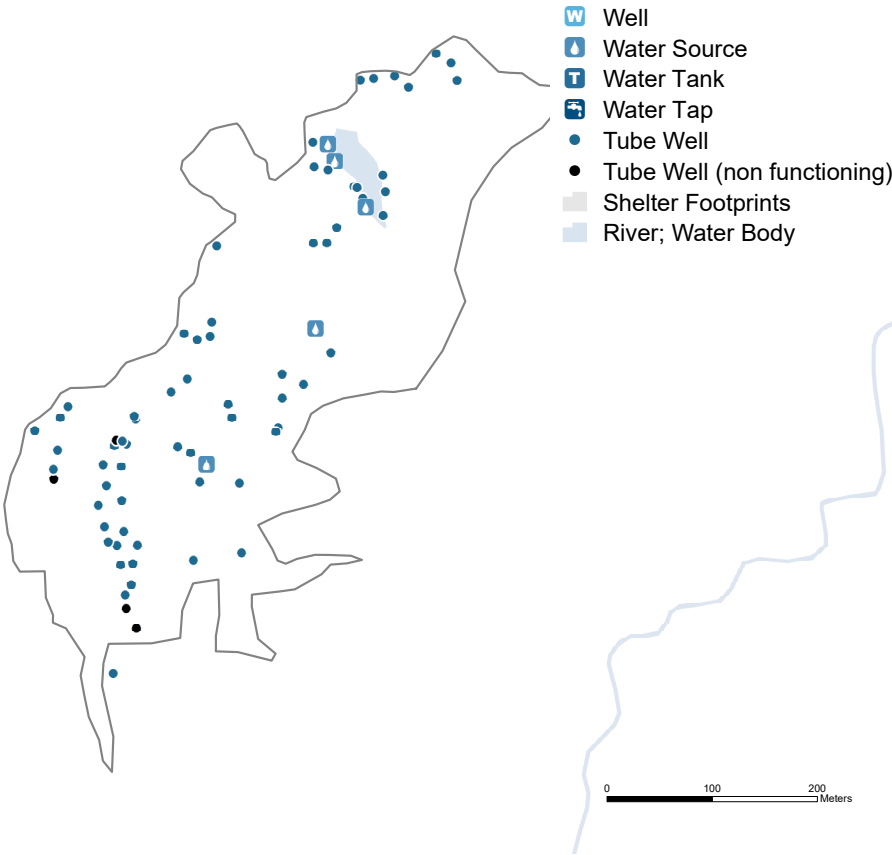 W Well
Water Source
T Water Tank
Water Tap
Tube Well
Tube Well (non functioning)
Shelter Footprints
River; Water Body
0 100 200
Meters